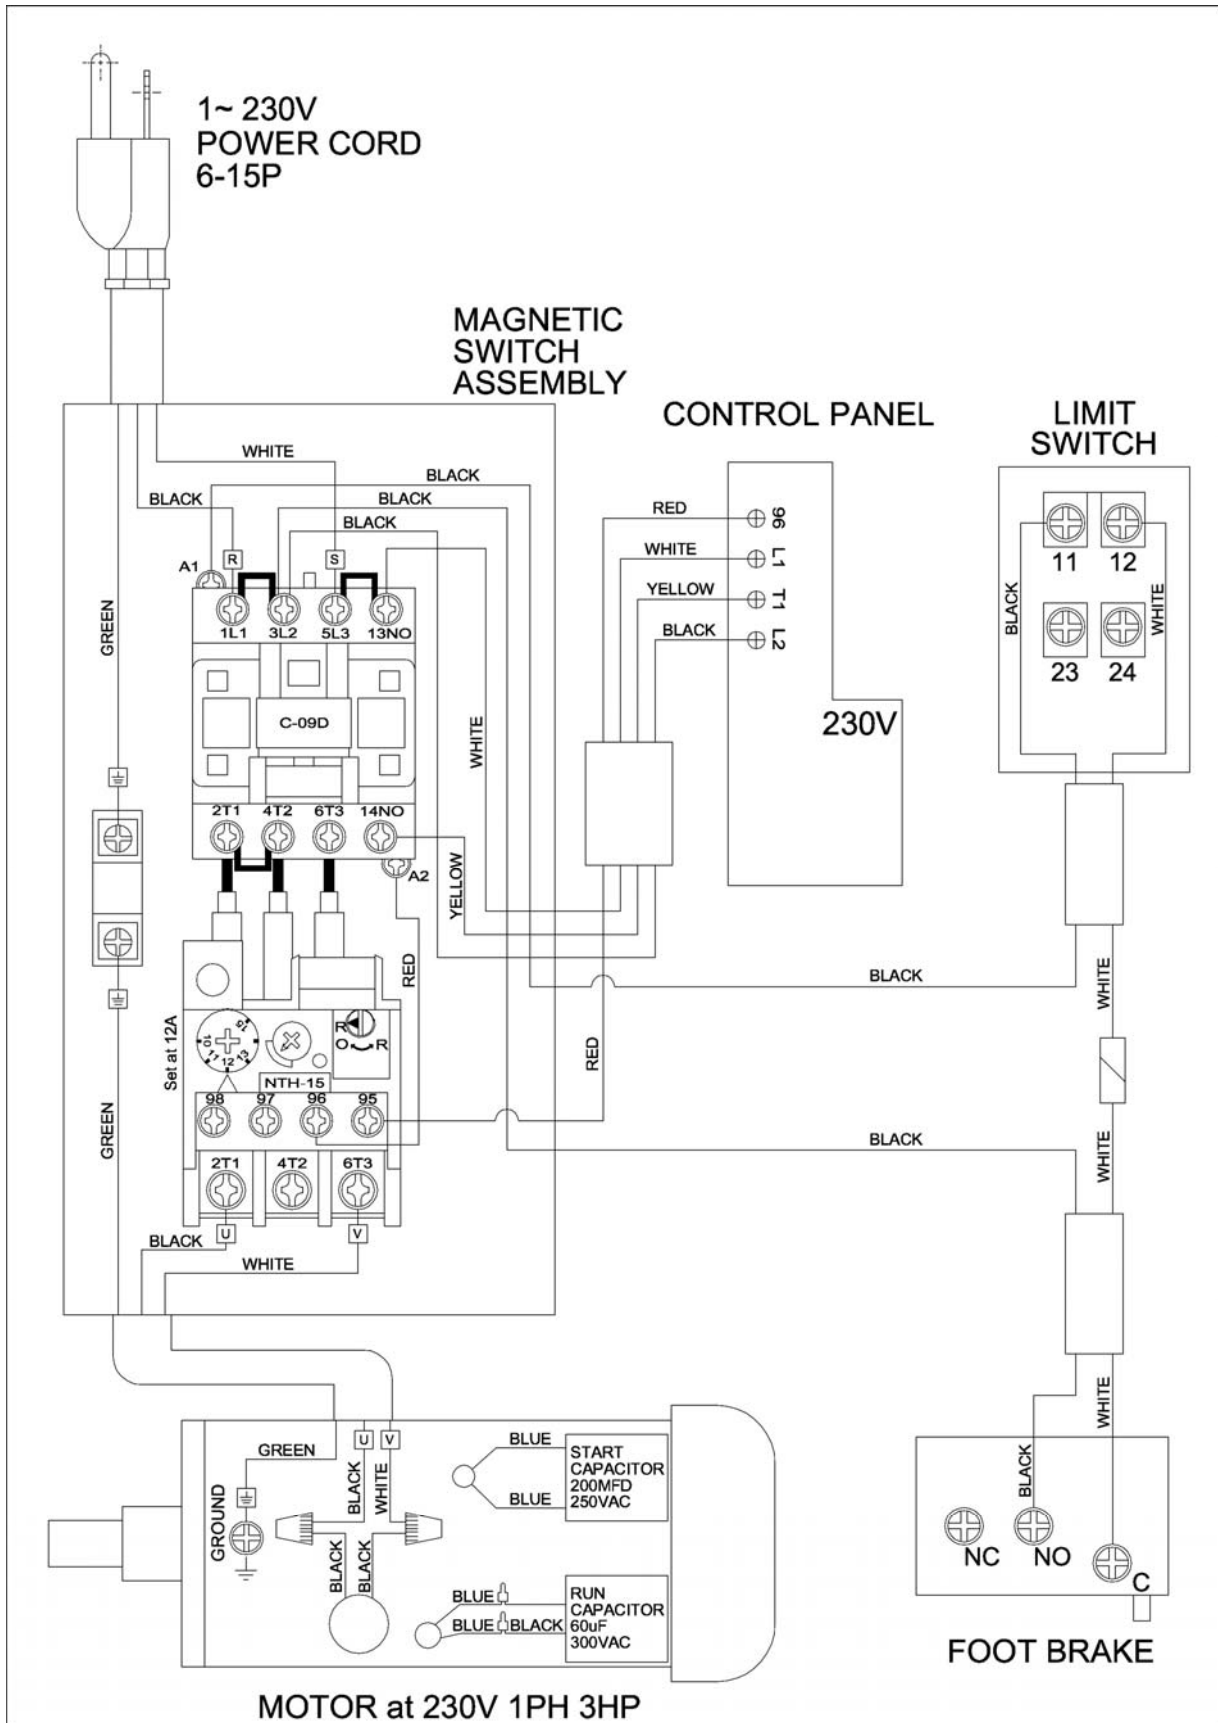 1~ 230V
POWER CORD
6-15P
MAGNETIC
SWITCH
ASSEMBLY
CONTROL PANEL
LIMIT
SWITCH
WHITE
BLACK
BLACK
BLACK
BLACK
A1
R
S
1L1 3L2 5L3 13NO
C-09D
2T1 4T2 6T3 14NO
A2
GREEN
WHITE
YELLOW
RED
RED 96
WHITE L1
YELLOW T1
BLACK L2
230V
11 12
23 24
BLACK
WHITE
BLACK
WHITE
RED
Set at 12A
10 11 12 13 15
R
O R
NTH-15
98 97 96 95
2T1 4T2 6T3
BLACK
WHITE
GREEN
U
V
BLACK
WHITE
WHITE
BLACK
NC NO
C
FOOT BRAKE
U V
GREEN
BLACK
WHITE
GROUND
BLACK
BLACK
BLUE
BLUE
START
CAPACITOR
200MFD
250VAC
BLUE
BLUE BLACK
RUN
CAPACITOR
60uF
300VAC
MOTOR at 230V 1PH 3HP